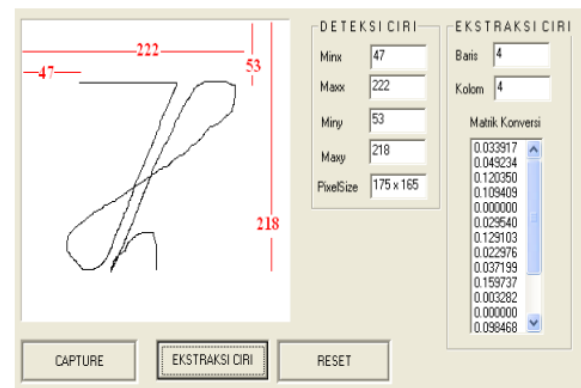 222
47
53
218
DETEKSI CIRI
Minx 47
Maxx 222
Miny 53
Maxy 218
PixelSize 175 x 165
EKSTRAKSI CIRI
Baris 4
Kolom 4
Matrik Konversi
0.033917
0.049234
0.120350
0.109409
0.000000
0.029540
0.129103
0.022976
0.037199
0.159737
0.003282
0.000000
0.098468
CAPTURE
EKSTRAKSI CIRI
RESET